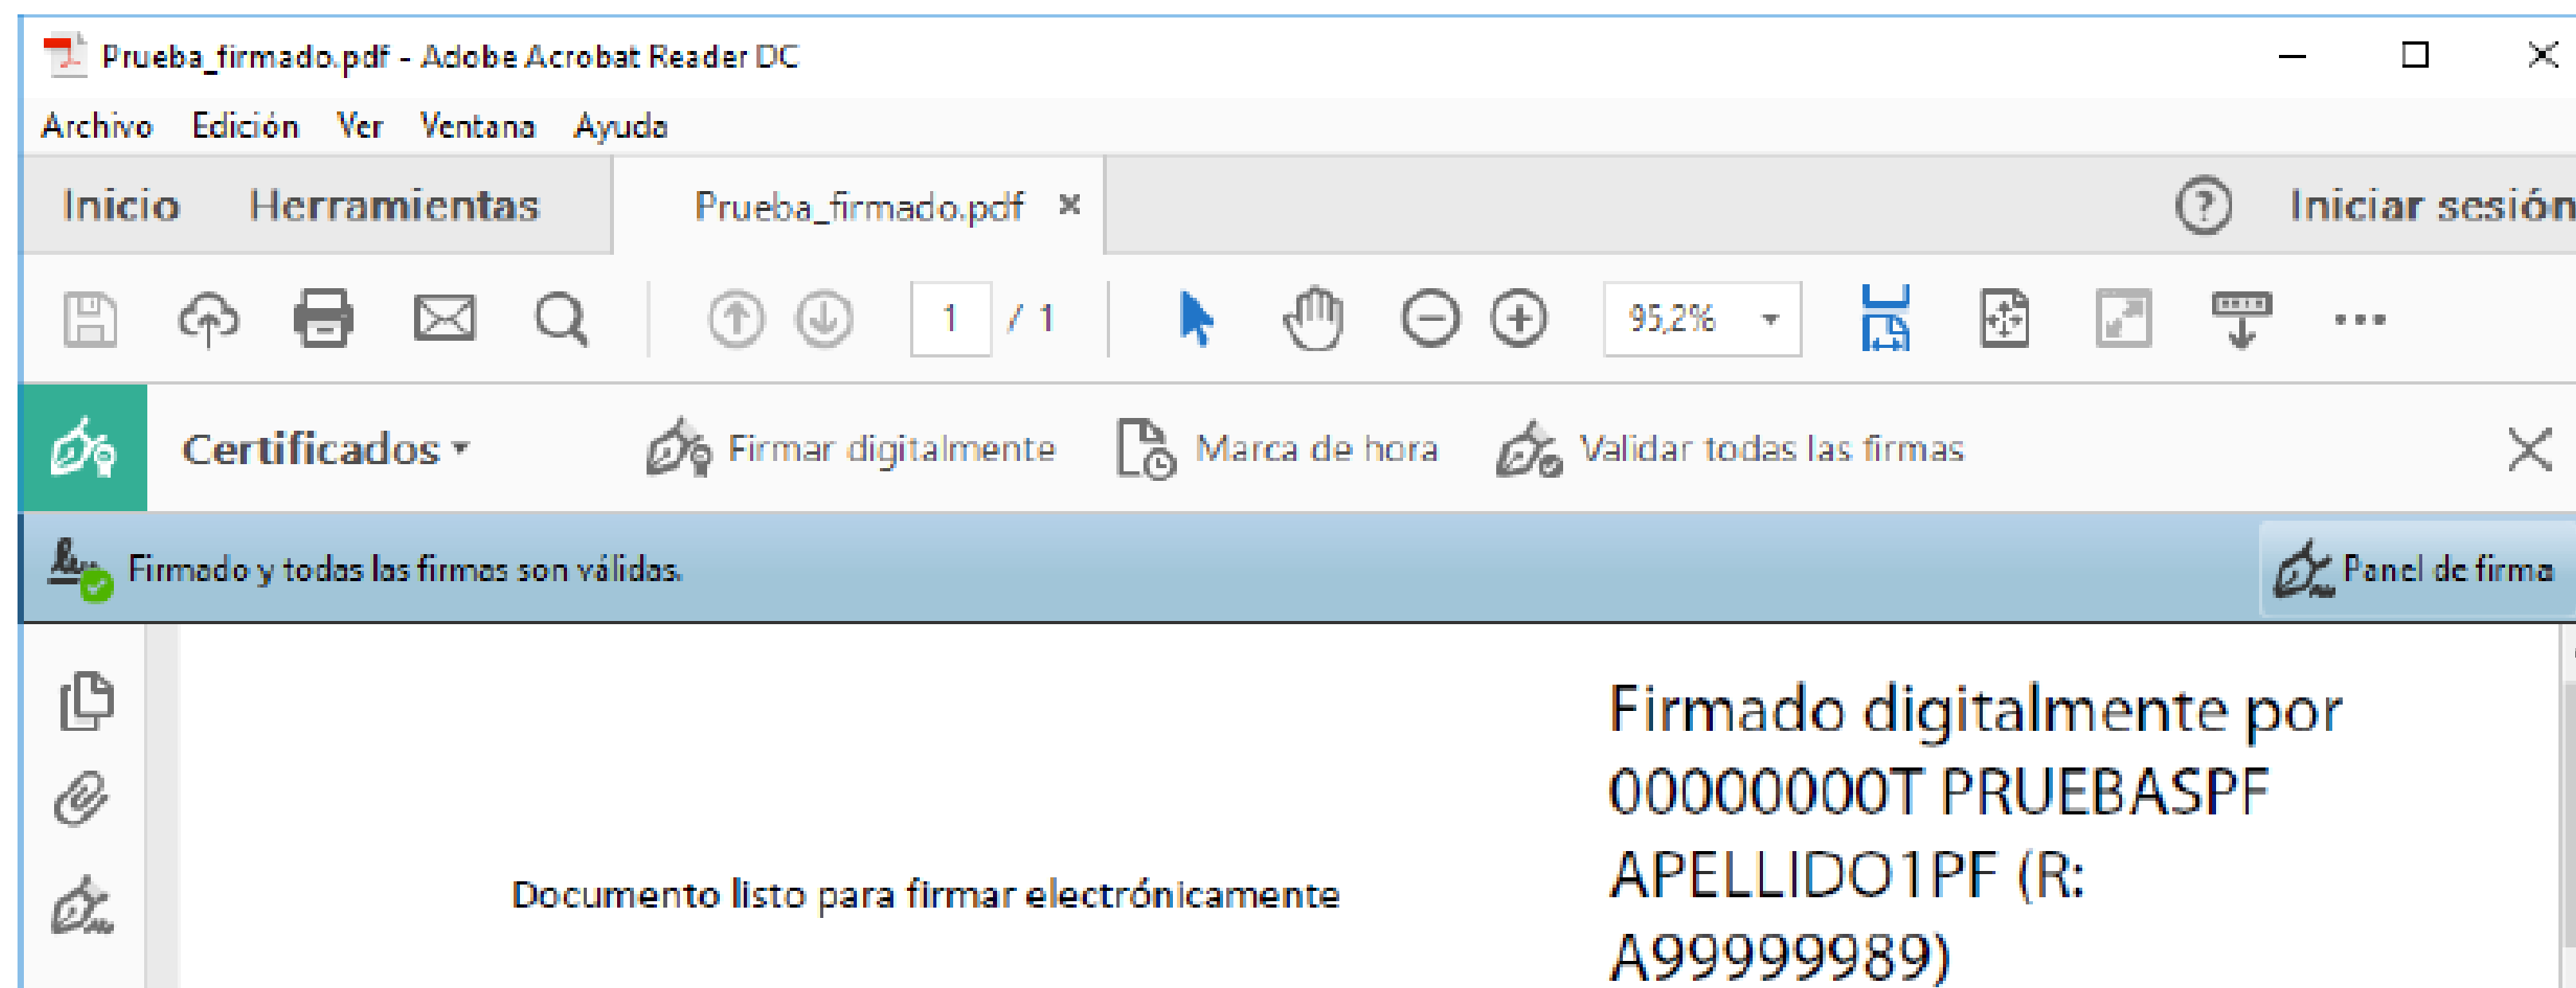 Prueba_firmado.pdf - Adobe Acrobat Reader DC
Archivo Edición Ver Ventana Ayuda
Inicio Herramientas Prueba_firmado.pdf × ? Iniciar sesión
1 / 1 95,2%
Certificados Firmar digitalmente Marca de hora Validar todas las firmas
Firmado y todas las firmas son válidas. Panel de firma
Firmado digitalmente por
00000000T PRUEBASPF
Documento listo para firmar electrónicamente
APELLIDO1PF (R:
A99999989)